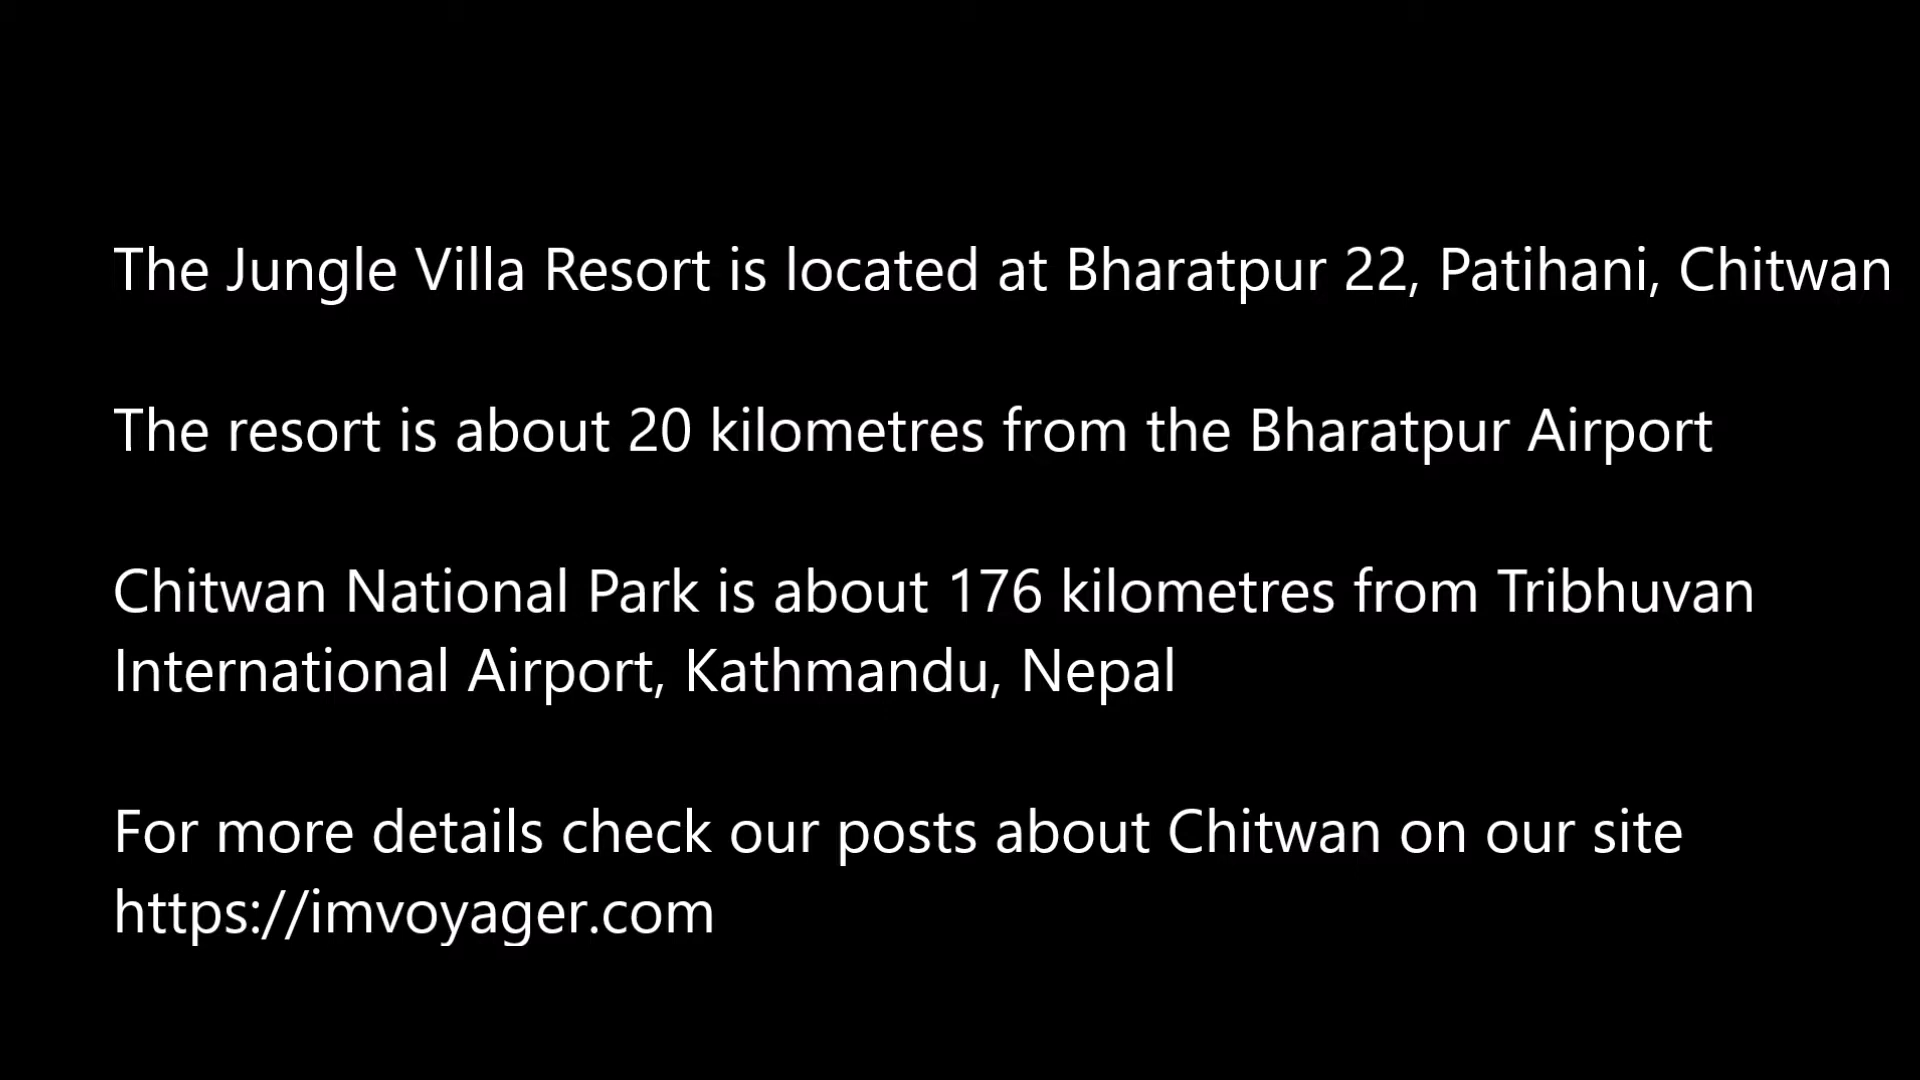 The Jungle Villa Resort is located at Bharatpur 22, Patihani, Chitwan
The resort is about 20 kilometres from the Bharatpur Airport
Chitwan National Park is about 176 kilometres from Tribhuvan
International Airport, Kathmandu, Nepal
For more details check our posts about Chitwan on our site
https://imvoyager.com